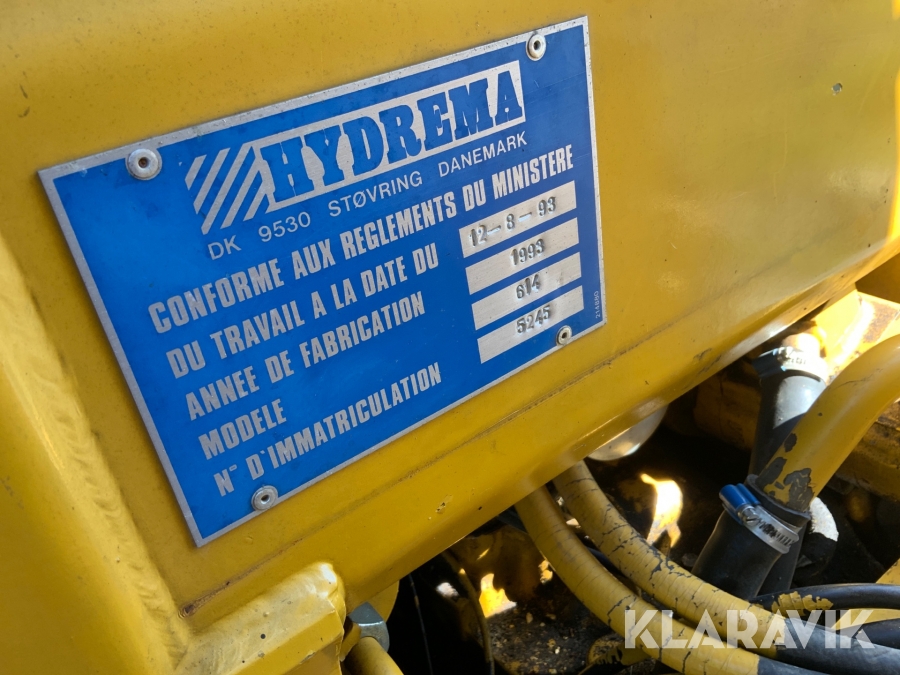 HYDREMA
DK 9530 STØVRING DANEMARK
CONFORME AUX REGLEMENTS DU MINISTERE
DU TRAVAIL A LA DATE DU 12-8-93
ANNEE DE FABRICATION 1993
MODELE 614
N° D'IMMATRICULATION 5245
214880
KLARAVIK